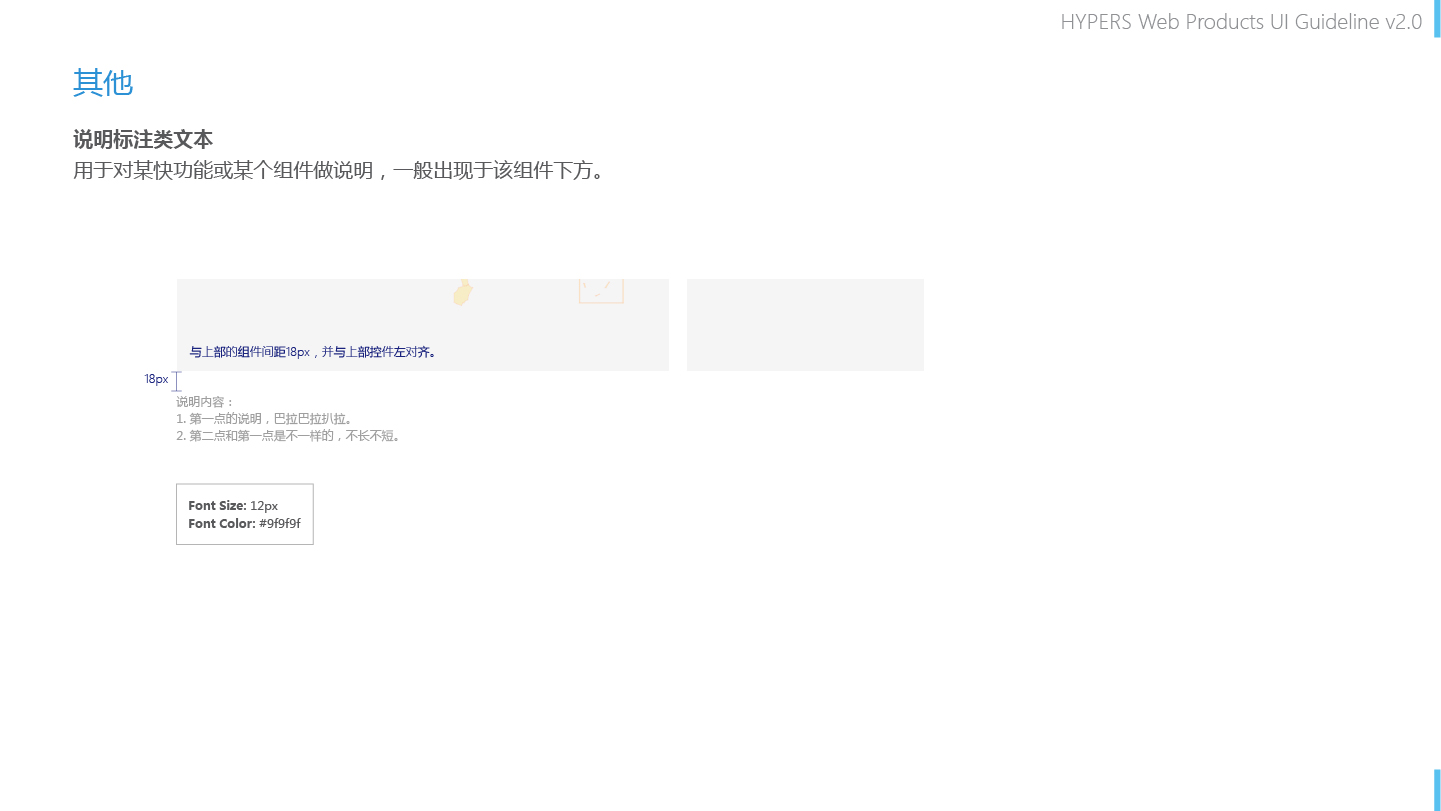 HYPERS Web Products UI Guideline v2.0
其他
说明标注类文本
用于对某快功能或某个组件做说明，一般出现于该组件下方。
与上部的组件间距18px，并与上部控件左对齐。
18px
说明内容：
1. 第一点的说明，巴拉巴拉扒拉。
2. 第二点和第一点是不一样的，不长不短。
Font Size: 12px
Font Color: #9f9f9f